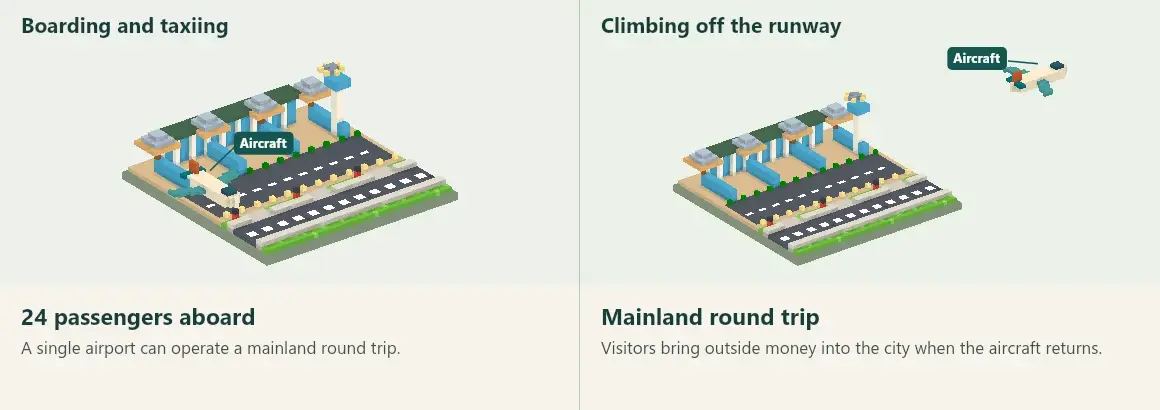 Boarding and taxiing
Aircraft
24 passengers aboard
A single airport can operate a mainland round trip.
Climbing off the runway
Aircraft
Mainland round trip
Visitors bring outside money into the city when the aircraft returns.